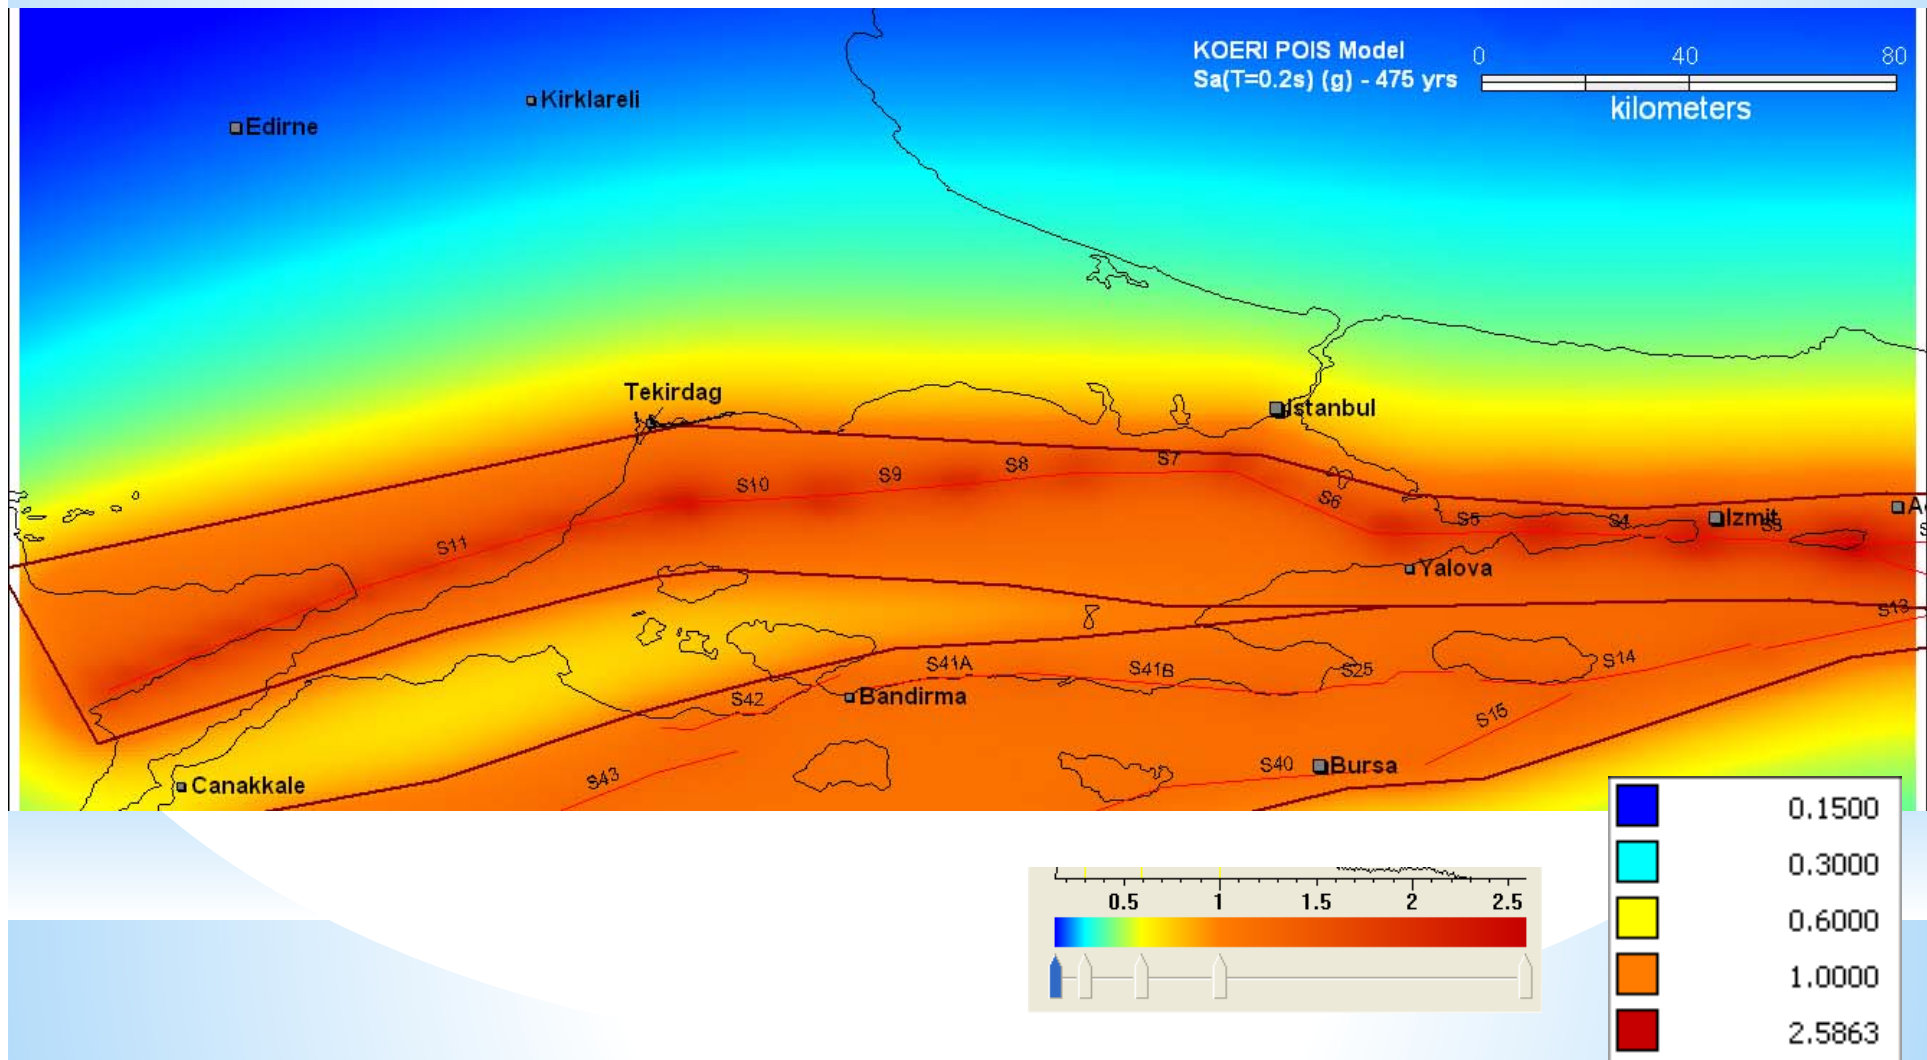 KOERI POIS Model
Sa(T=0.2s) (g) - 475 yrs
0 40 80
kilometers
Kirklareli
Edirne
Tekirdag
Istanbul
S7
S8
S9
S10
S6
S5
S4
Izmit
S3
A
S
S11
Yalova
S13
S41A
S41B
S25
S14
S42
Bandirma
S15
S43
S40
Bursa
Canakkale
0.5 1 1.5 2 2.5
0.1500
0.3000
0.6000
1.0000
2.5863